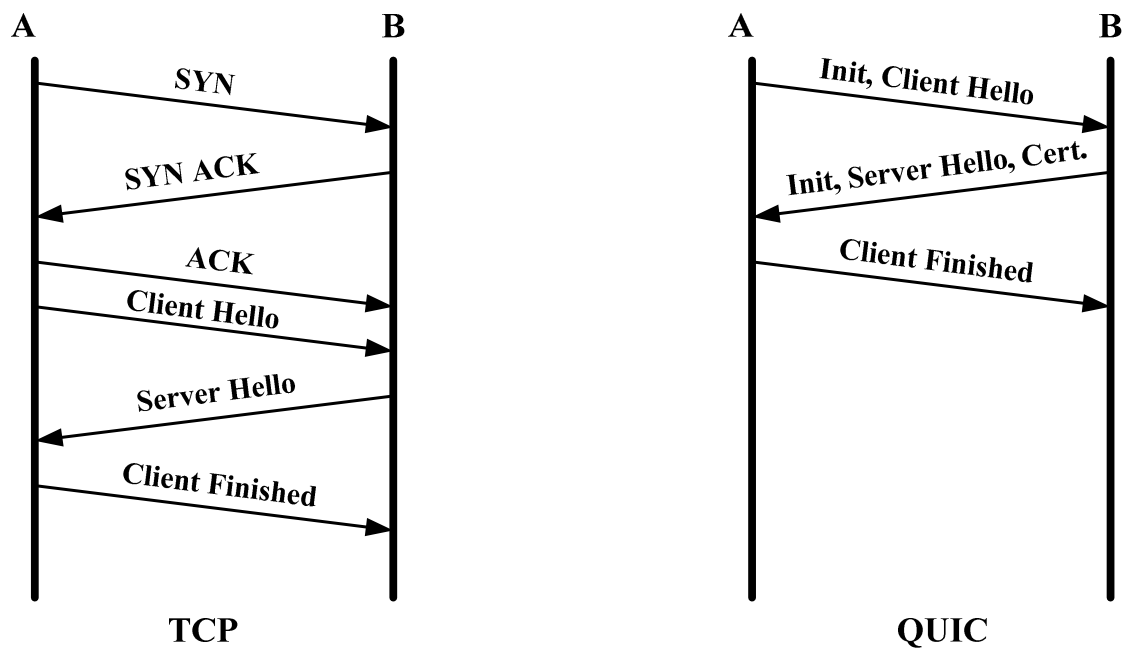 A
B
SYN
SYN ACK
ACK
Client Hello
Server Hello
Client Finished
TCP
A
B
Init, Client Hello
Init, Server Hello, Cert.
Client Finished
QUIC